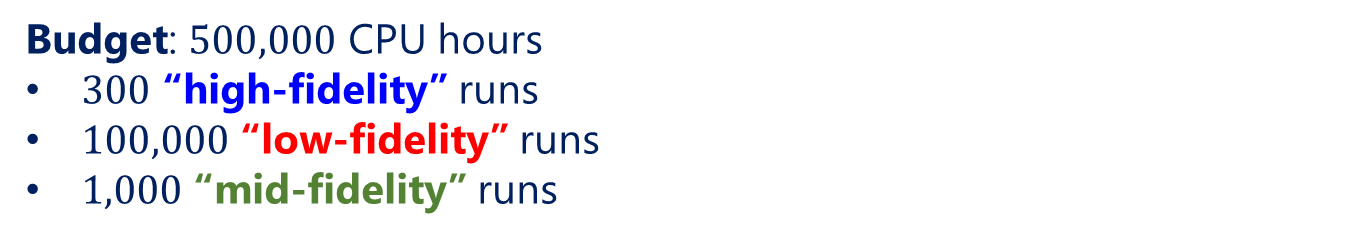 Budget: 500,000 CPU hours
• 300 “high-fidelity” runs
• 100,000 “low-fidelity” runs
• 1,000 “mid-fidelity” runs